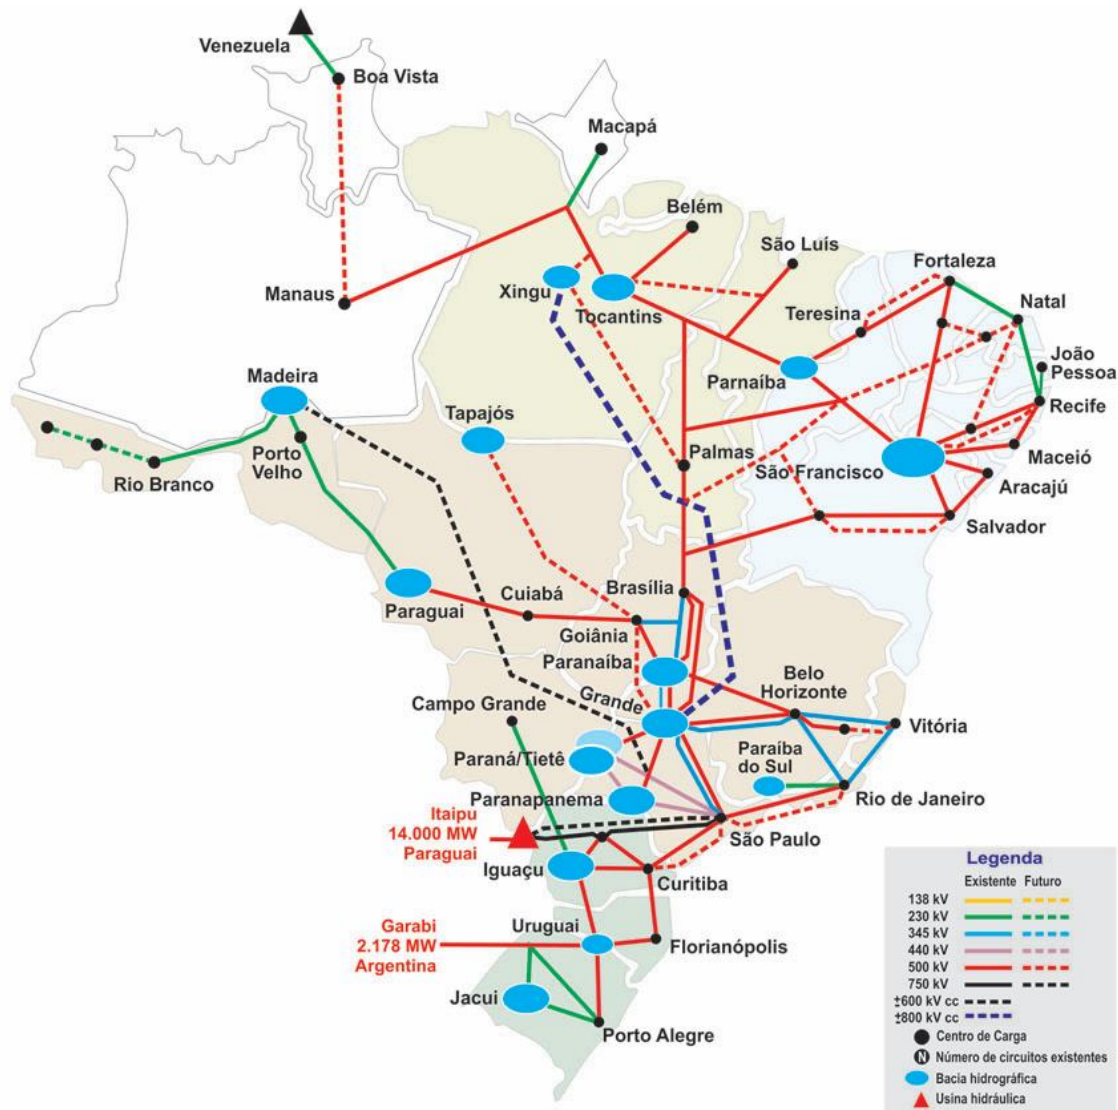 Venezuela
Boa Vista
Macapá
Belém
São Luís
Fortaleza
Manaus
Xingu
Tocantins
Teresina
Natal
João
Pessoa
Madeira
Parnaíba
Recife
Tapajós
Porto
Velho
Palmas
São Francisco
Maceió
Rio Branco
Aracajú
Salvador
Cuiabá
Brasília
Paraguai
Goiânia
Paranaíba
Belo
Horizonte
Grande
Campo Grande
Vitória
Paraná/Tietê
Paraíba
do Sul
Paranapanema
Rio de Janeiro
Itaipu
14.000 MW
Paraguai
São Paulo
Iguaçu
Curitiba
Garabi
2.178 MW
Argentina
Uruguai
Florianópolis
Jacui
Porto Alegre
Legenda
Existente Futuro
138 kV
230 kV
345 kV
440 kV
500 kV
750 kV
±600 kV cc
±800 kV cc
Centro de Carga
N Número de circuitos existentes
Bacia hidrográfica
Usina hidráulica